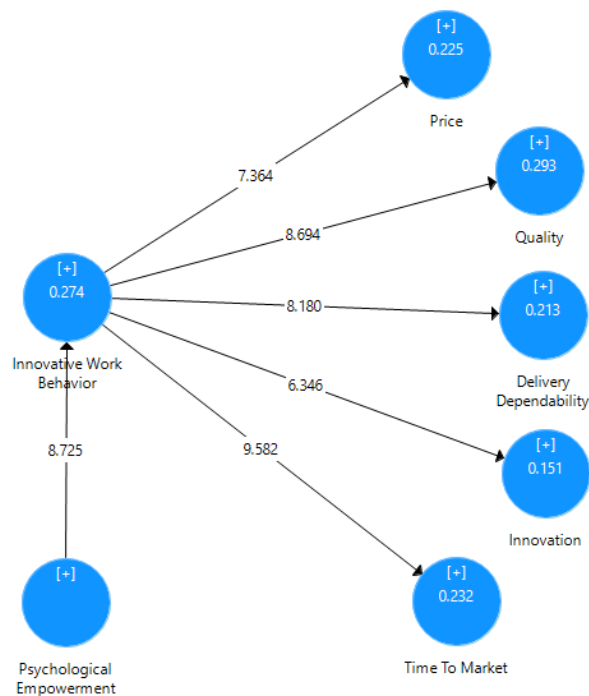 [+]
0.225
Price
7.364
[+]
0.293
Quality
8.694
[+]
0.274
Innovative Work
Behavior
8.180
[+]
0.213
Delivery
Dependability
6.346
8.725
9.582
[+]
0.151
Innovation
[+]
Psychological
Empowerment
[+]
0.232
Time To Market